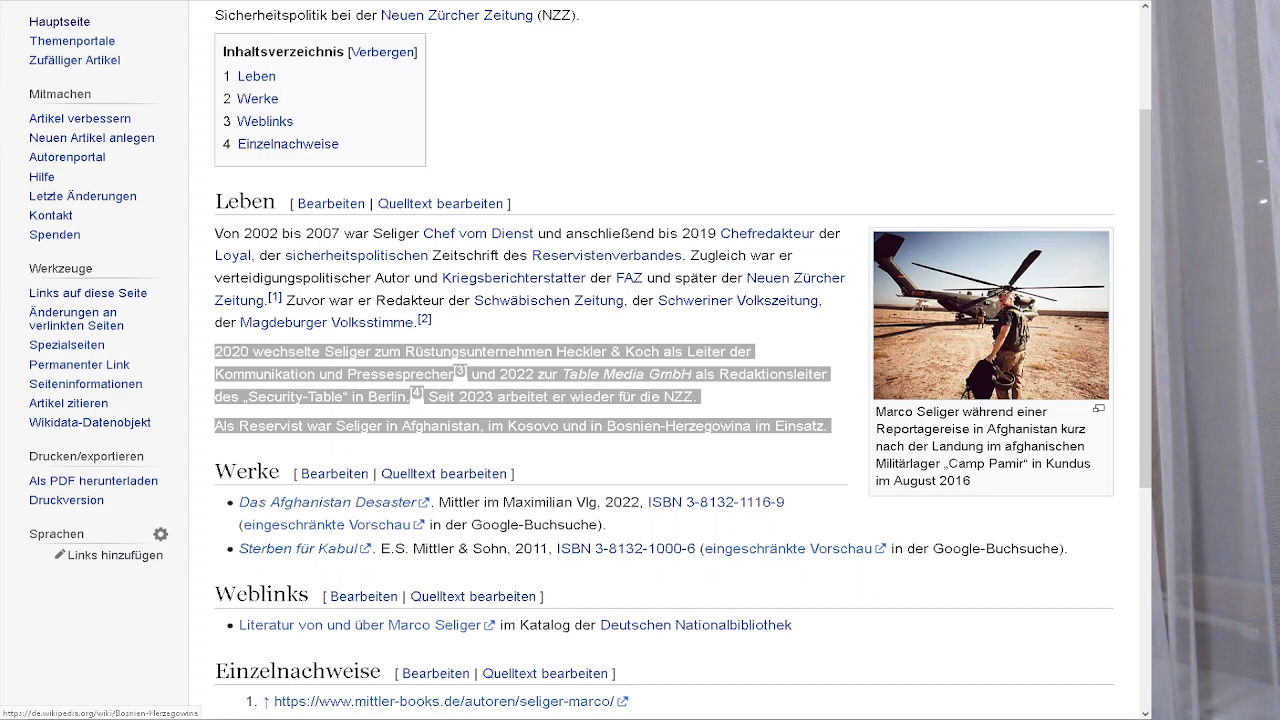 Hauptseite
Themenportale
Zufälliger Artikel
Mitmachen
Artikel verbessern
Neuen Artikel anlegen
Autorenportal
Hilfe
Letzte Änderungen
Kontakt
Spenden
Werkzeuge
Links auf diese Seite
Änderungen an
verlinkten Seiten
Spezialseiten
Permanenter Link
Seiteninformationen
Artikel zitieren
Wikidata-Datenobjekt
Drucken/exportieren
Als PDF herunterladen
Druckversion
Sprachen
Links hinzufügen
Sicherheitspolitik bei der Neuen Zürcher Zeitung (NZZ).
Inhaltsverzeichnis [Verbergen]
1 Leben
2 Werke
3 Weblinks
4 Einzelnachweise
Leben [ Bearbeiten | Quelltext bearbeiten ]
Von 2002 bis 2007 war Seliger Chef vom Dienst und anschließend bis 2019 Chefredakteur der
Loyal, der sicherheitspolitischen Zeitschrift des Reservistenverbandes. Zugleich war er
verteidigungspolitischer Autor und Kriegsberichterstatter der FAZ und später der Neuen Zürcher
Zeitung.[1] Zuvor war er Redakteur der Schwäbischen Zeitung, der Schweriner Volkszeitung,
der Magdeburger Volksstimme.[2]
2020 wechselte Seliger zum Rüstungsunternehmen Heckler & Koch als Leiter der
Kommunikation und Pressesprecher[3] und 2022 zur Table Media GmbH als Redaktionsleiter
des „Security-Table“ in Berlin.[4] Seit 2023 arbeitet er wieder für die NZZ.
Als Reservist war Seliger in Afghanistan, im Kosovo und in Bosnien-Herzegowina im Einsatz.
Marco Seliger während einer
Reportagereise in Afghanistan kurz
nach der Landung im afghanischen
Militärlager „Camp Pamir“ in Kundus
im August 2016
Werke [ Bearbeiten | Quelltext bearbeiten ]
• Das Afghanistan Desaster. Mittler im Maximilian Vlg, 2022, ISBN 3-8132-1116-9
(eingeschränkte Vorschau in der Google-Buchsuche).
• Sterben für Kabul. E.S. Mittler & Sohn, 2011, ISBN 3-8132-1000-6 (eingeschränkte Vorschau in der Google-Buchsuche).
Weblinks [ Bearbeiten | Quelltext bearbeiten ]
• Literatur von und über Marco Seliger im Katalog der Deutschen Nationalbibliothek
Einzelnachweise [ Bearbeiten | Quelltext bearbeiten ]
1. ↑ https://www.mittler-books.de/autoren/seliger-marco/
https://de.wikipedia.org/wiki/Bosnien-Herzegowina